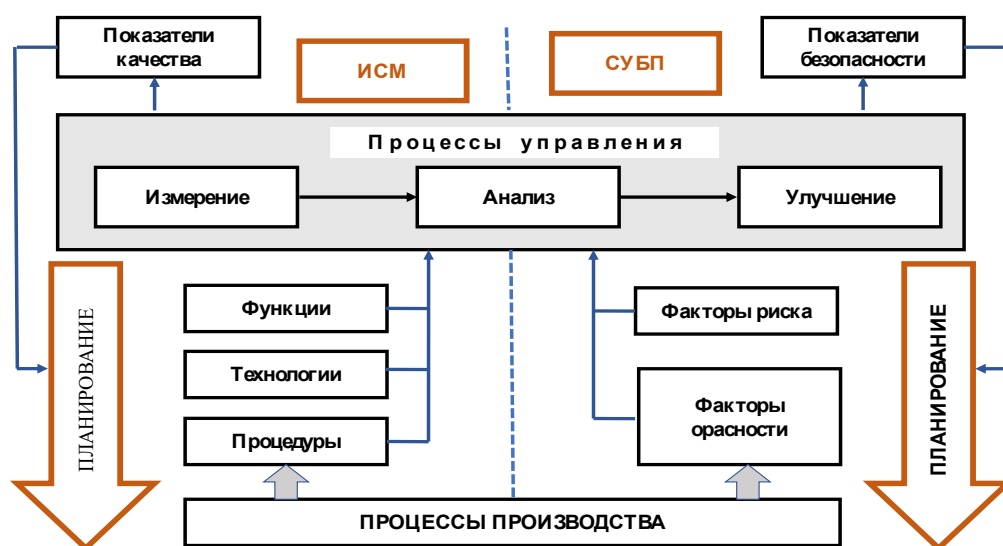 Показатели
качества
ИСМ
СУБП
Показатели
безопасности
Процессы управления
Измерение
Анализ
Улучшение
ПЛАНИРОВАНИЕ
Функции
Технологии
Процедуры
Факторы риска
Факторы
орасности
ПЛАНИРОВАНИЕ
ПРОЦЕССЫ ПРОИЗВОДСТВА